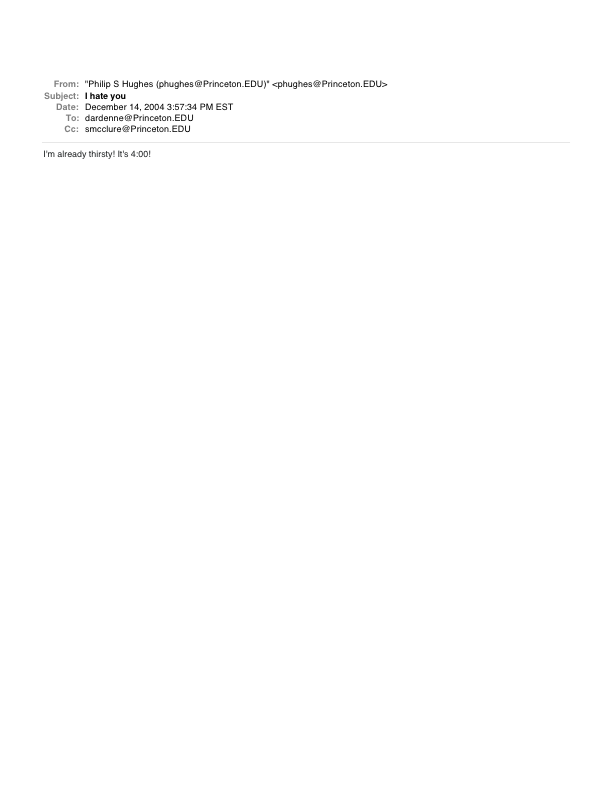 From: "Philip S Hughes (phughes@Princeton.EDU)" <phughes@Princeton.EDU>
Subject: I hate you
Date: December 14, 2004 3:57:34 PM EST
To: dardenne@Princeton.EDU
Cc: smcclure@Princeton.EDU
I'm already thirsty! It's 4:00!